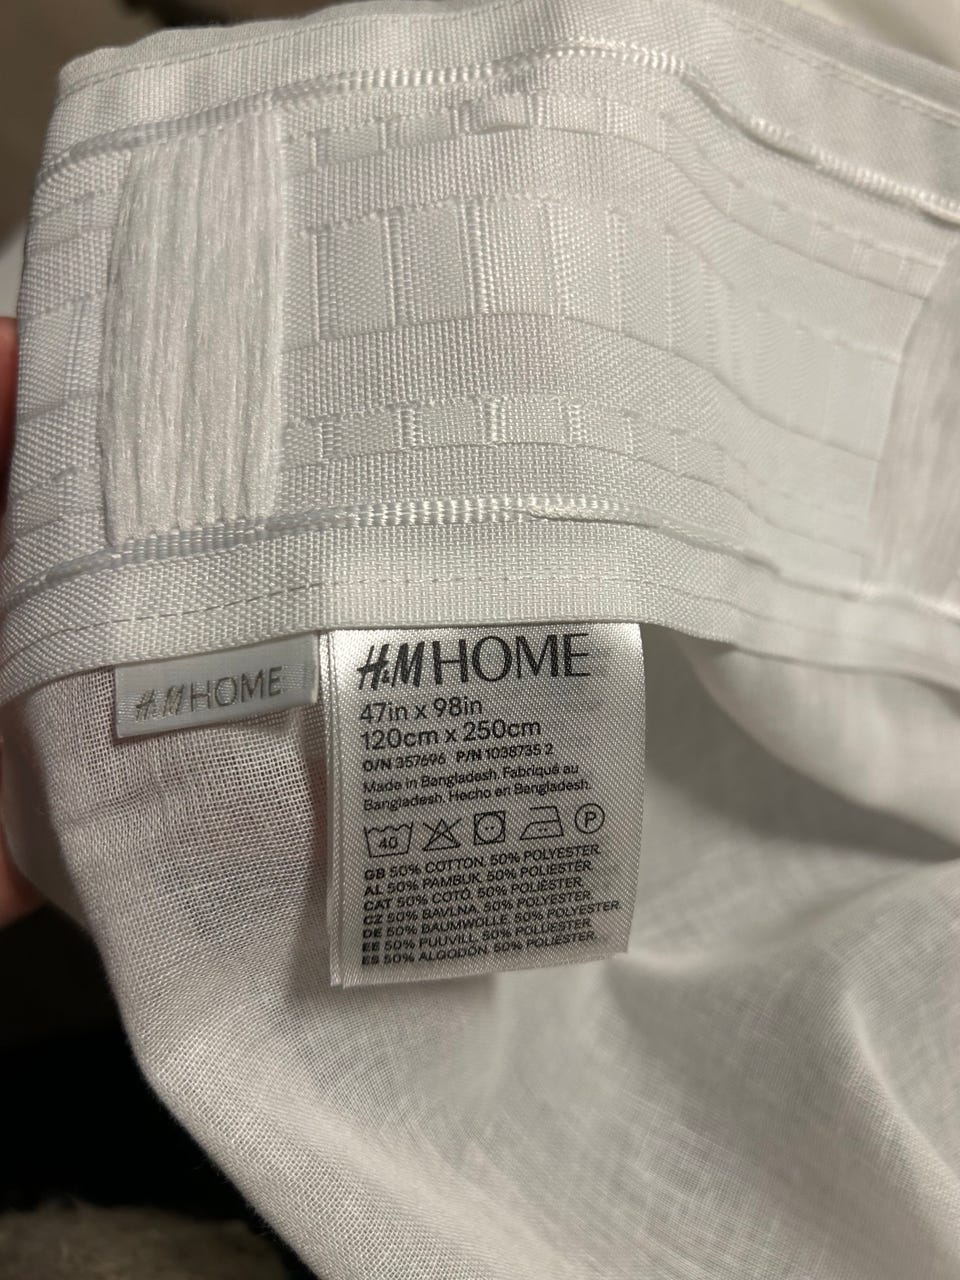 H&M HOME
H&M HOME
47in x 98in
120cm x 250cm
O/N 357696 P/N 1038735 2
Made in Bangladesh. Fabriqué au
Bangladesh. Hecho en Bangladesh.
40 P
GB 50% COTTON. 50% POLYESTER.
AL 50% PAMBUK. 50% POLIESTER.
CAT 50% COTÓ. 50% POLIÈSTER.
CZ 50% BAVLNA. 50% POLYESTER.
DE 50% BAUMWOLLE. 50% POLYESTER.
EE 50% PUUVILL. 50% POLÜESTER.
ES 50% ALGODÓN. 50% POLIÉSTER.